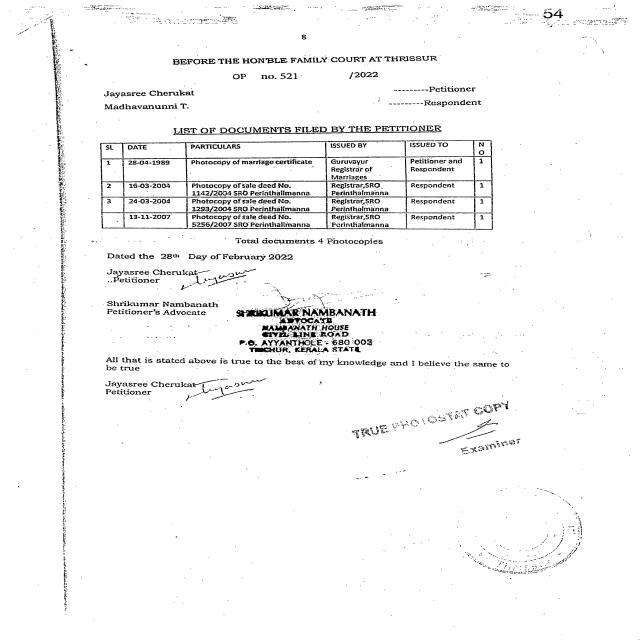 54
8
BEFORE THE HON'BLE FAMILY COURT AT THRISSUR
OP no. 521 /2022
Jayasree Cherukat ---------Petitioner
Madhavanunni T. ---------Respondent
LIST OF DOCUMENTS FILED BY THE PETITIONER
SL DATE PARTICULARS ISSUED BY ISSUED TO NO
1 28-04-1989 Photocopy of marriage certificate Guruvayur Registrar of Marriages Petitioner and Respondent 1
2 16-03-2004 Photocopy of sale deed No. 1142/2004 SRO Perinthallmanna Registrar,SRO Perinthalmanna Respondent 1
3 24-03-2004 Photocopy of sale deed No. 1293/2004 SRO Perinthallmanna Registrar,SRO Perinthalmanna Respondent 1
13-11-2007 Photocopy of sale deed No. 5256/2007 SRO Perinthallmanna Registrar,SRO Perinthalmanna Respondent 1
Total documents 4 Photocopies
Dated the 28th Day of February 2022
Jayasree Cherukat
..Petitioner
Shrikumar Nambanath
Petitioner's Advocate
SHRIKUMAR NAMBANATH
ADVOCATE
NAMBANATH HOUSE
CIVIL LINE ROAD
P.O. AYYANTHOLE - 680 003
TRICHUR, KERALA STATE
All that is stated above is true to the best of my knowledge and I believe the same to
be true
Jayasree Cherukat
Petitioner
TRUE PHOTOSTAT COPY
Examiner